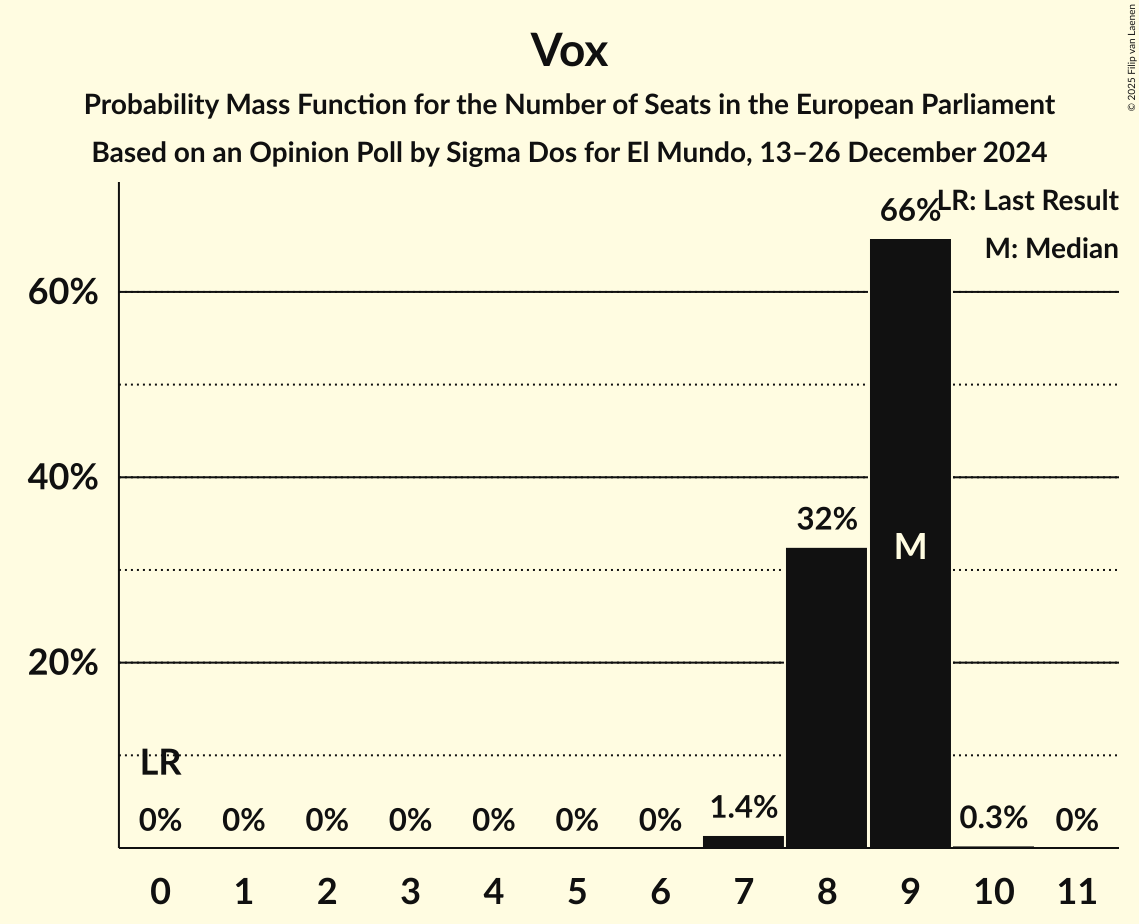 © 2025 Filip van Laenen
Vox
Probability Mass Function for the Number of Seats in the European Parliament
Based on an Opinion Poll by Sigma Dos for El Mundo, 13–26 December 2024
LR: Last Result
M: Median
66%
60%
40%
32%
M
20%
LR
0% 0% 0% 0% 0% 0% 0% 1.4% 0.3% 0%
0 1 2 3 4 5 6 7 8 9 10 11